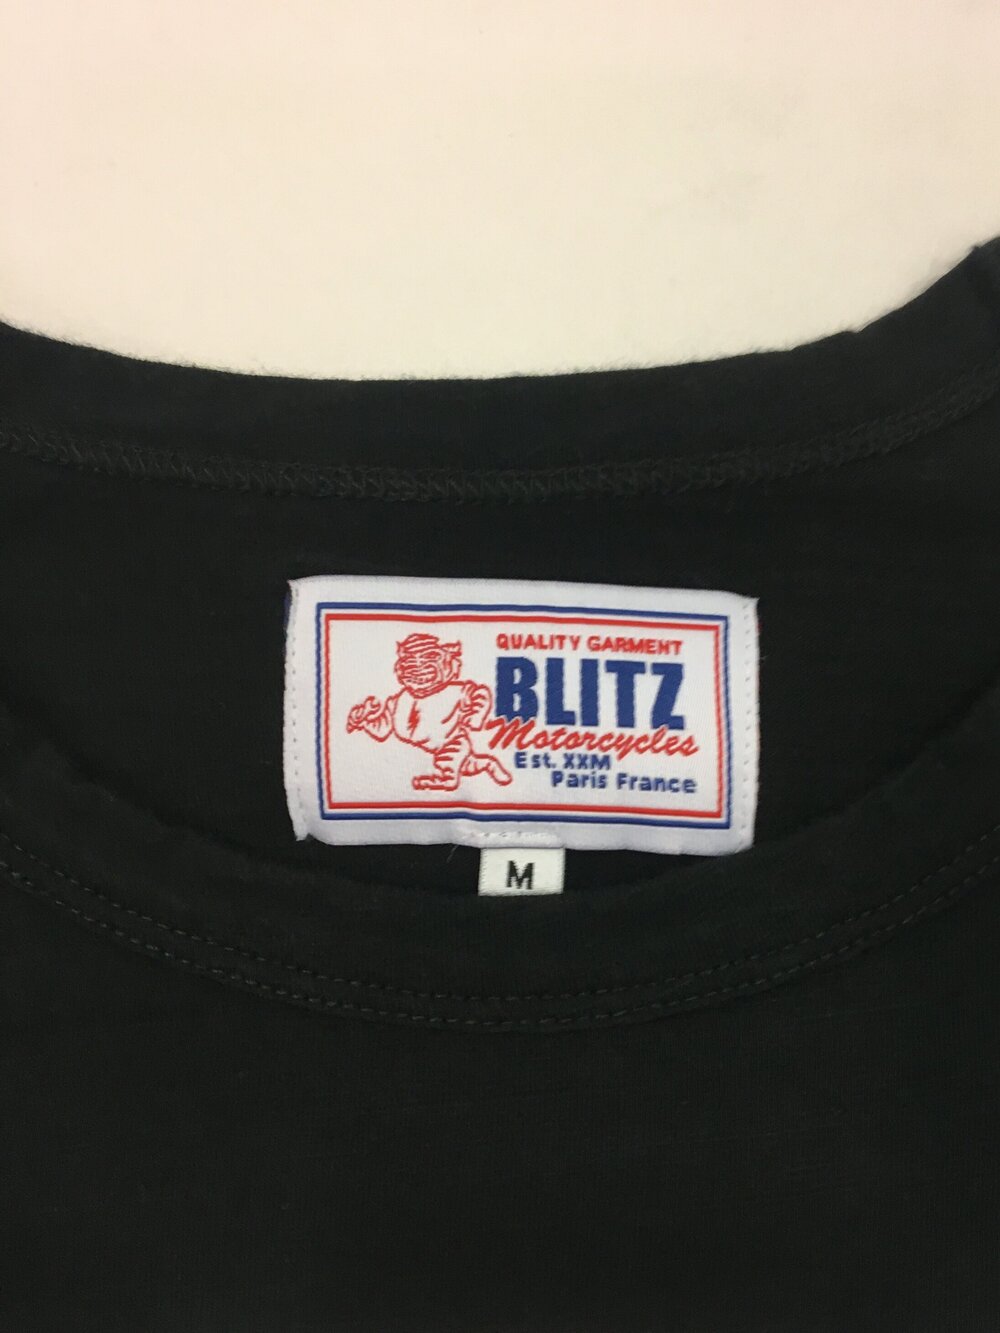 QUALITY GARMENT
BLITZ
Motorcycles
Est. XXM
Paris France
M